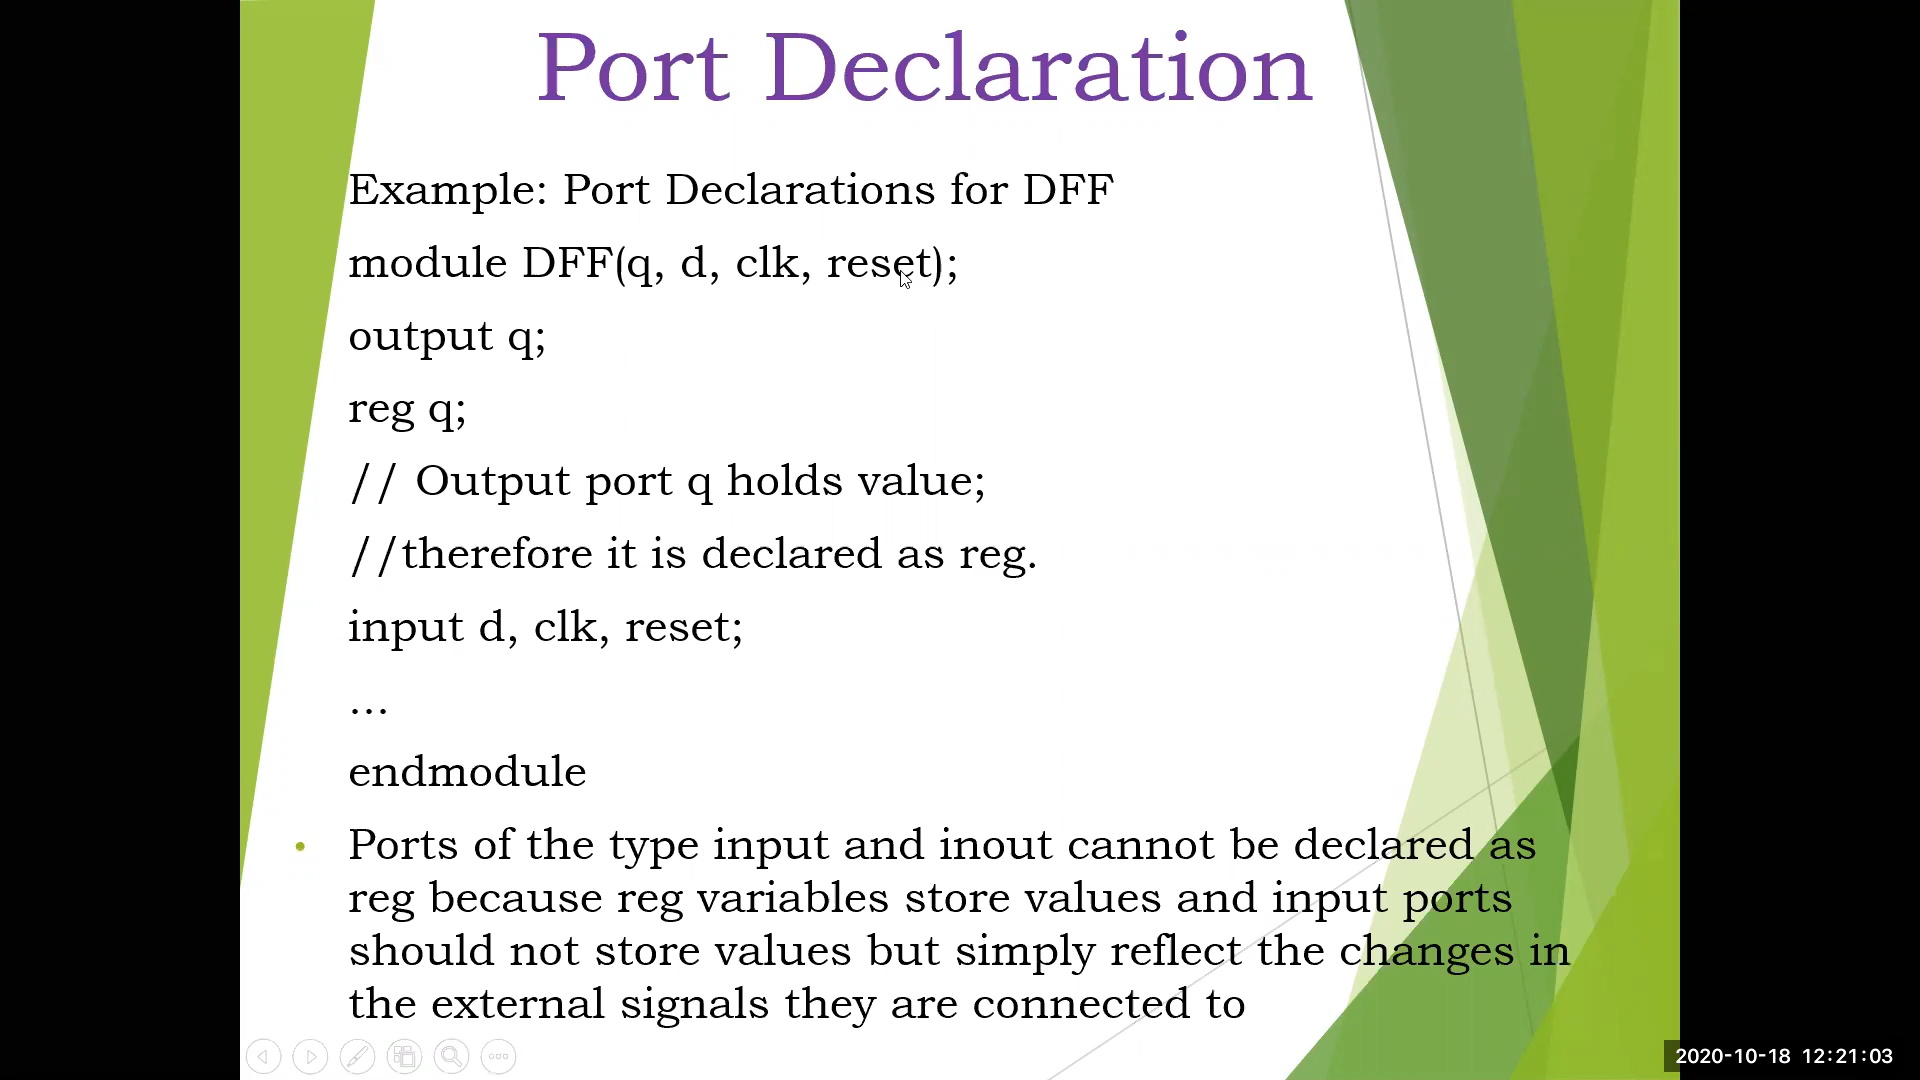 Port Declaration
Example: Port Declarations for DFF
module DFF(q, d, clk, reset);
output q;
reg q;
// Output port q holds value;
//therefore it is declared as reg.
input d, clk, reset;
…
endmodule
• Ports of the type input and inout cannot be declared as
reg because reg variables store values and input ports
should not store values but simply reflect the changes in
the external signals they are connected to
2020-10-18 12:21:03